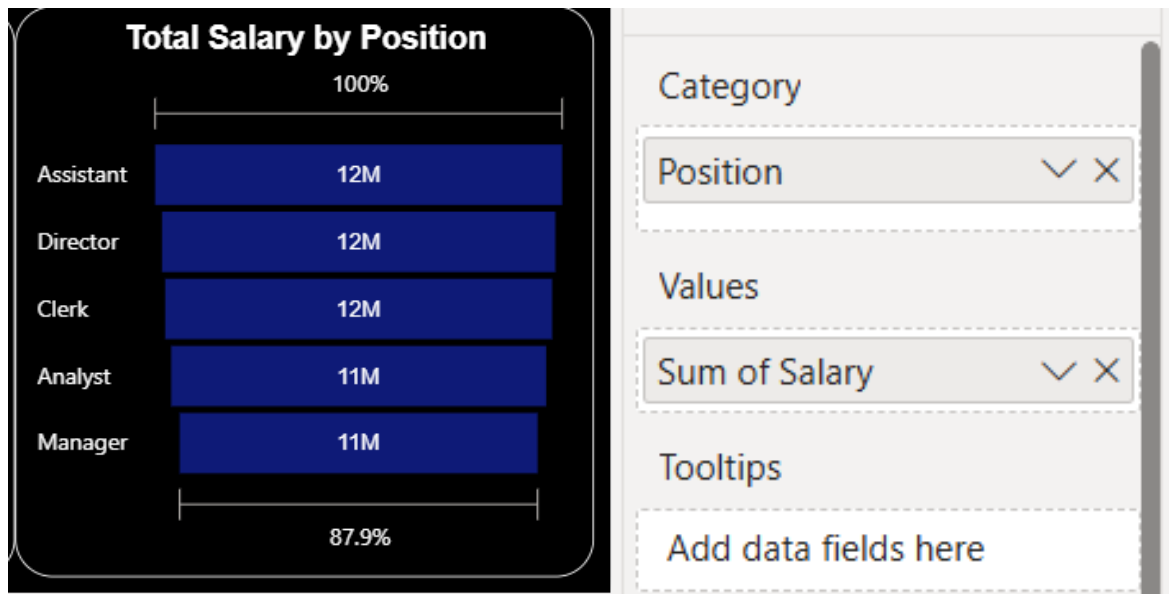 Total Salary by Position
100%
Assistant 12M
Director 12M
Clerk 12M
Analyst 11M
Manager 11M
87.9%
Category
Position
Values
Sum of Salary
Tooltips
Add data fields here